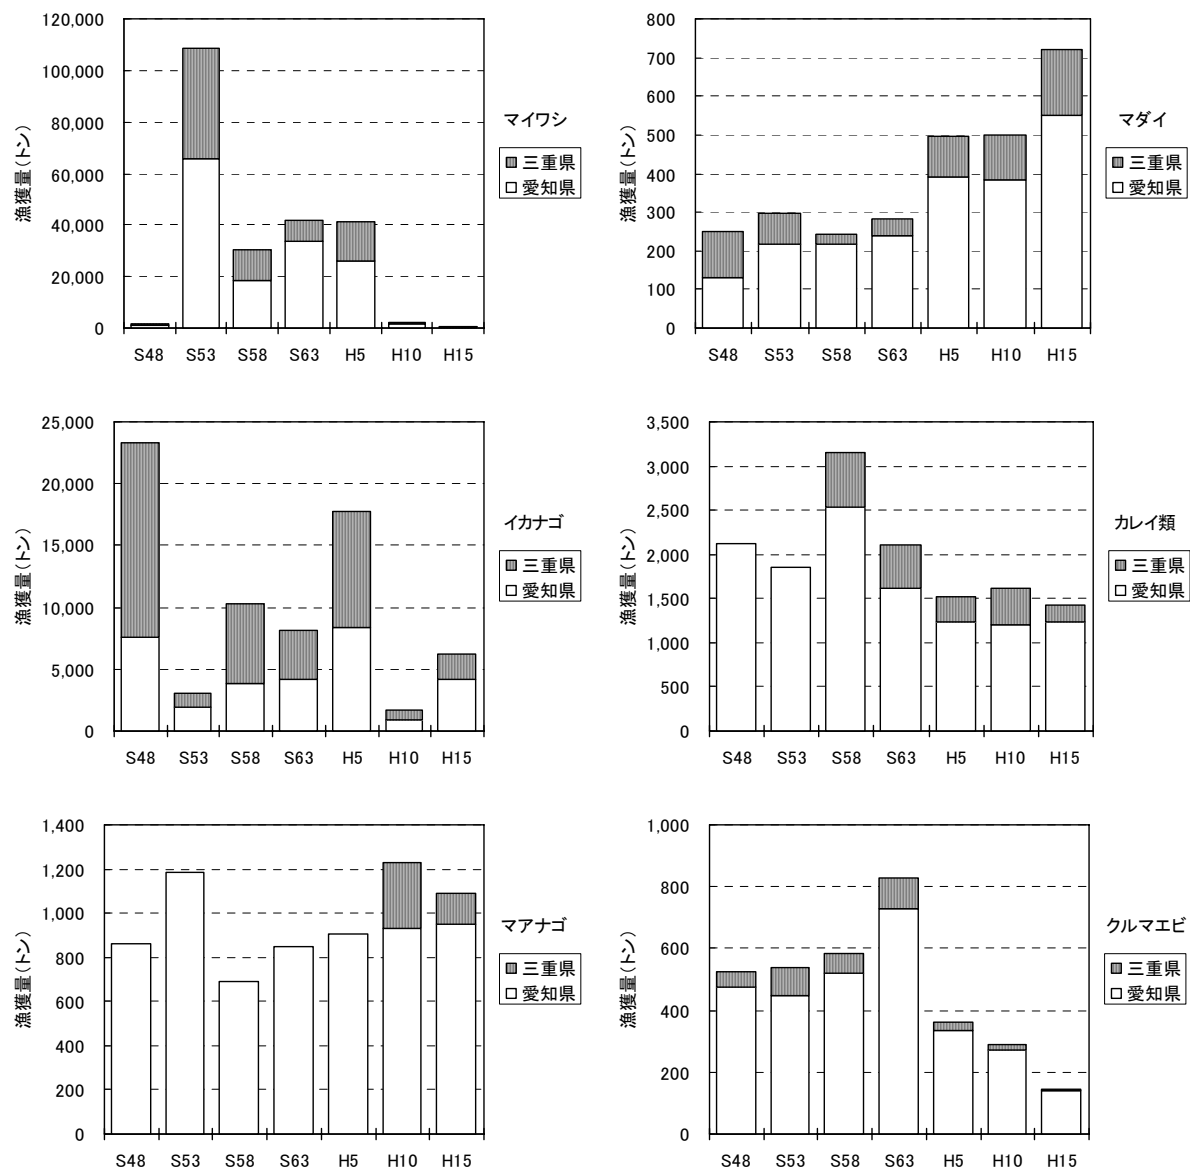 120,000
100,000
80,000
60,000
40,000
20,000
0
漁獲量(トン)
S48 S53 S58 S63 H5 H10 H15
マイワシ
三重県
愛知県
800
700
600
500
400
300
200
100
0
漁獲量(トン)
S48 S53 S58 S63 H5 H10 H15
マダイ
三重県
愛知県
25,000
20,000
15,000
10,000
5,000
0
漁獲量(トン)
S48 S53 S58 S63 H5 H10 H15
イカナゴ
三重県
愛知県
3,500
3,000
2,500
2,000
1,500
1,000
500
0
漁獲量(トン)
S48 S53 S58 S63 H5 H10 H15
カレイ類
三重県
愛知県
1,400
1,200
1,000
800
600
400
200
0
漁獲量(トン)
S48 S53 S58 S63 H5 H10 H15
マアナゴ
三重県
愛知県
1,000
800
600
400
200
0
漁獲量(トン)
S48 S53 S58 S63 H5 H10 H15
クルマエビ
三重県
愛知県